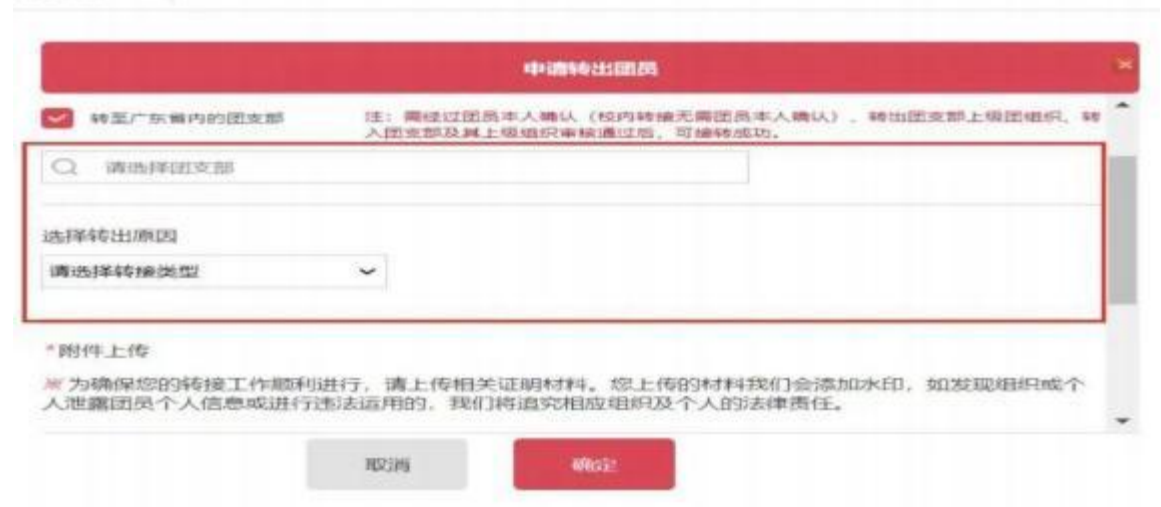 申请转出团员
转至广东省内的团支部
注：需经过团员本人确认（校内转接无需团员本人确认）、转出团支部上级团组织、转
入团支部及其上级组织审核通过后，可接转成功。
请选择团支部
选择转出原因
请选择转接类型
*附件上传
※为确保您的转接工作顺利进行，请上传相关证明材料。您上传的材料我们会添加水印，如发现组织或个
人泄露团员个人信息或进行违法运用的，我们将追究相应组织及个人的法律责任。
取消
确定